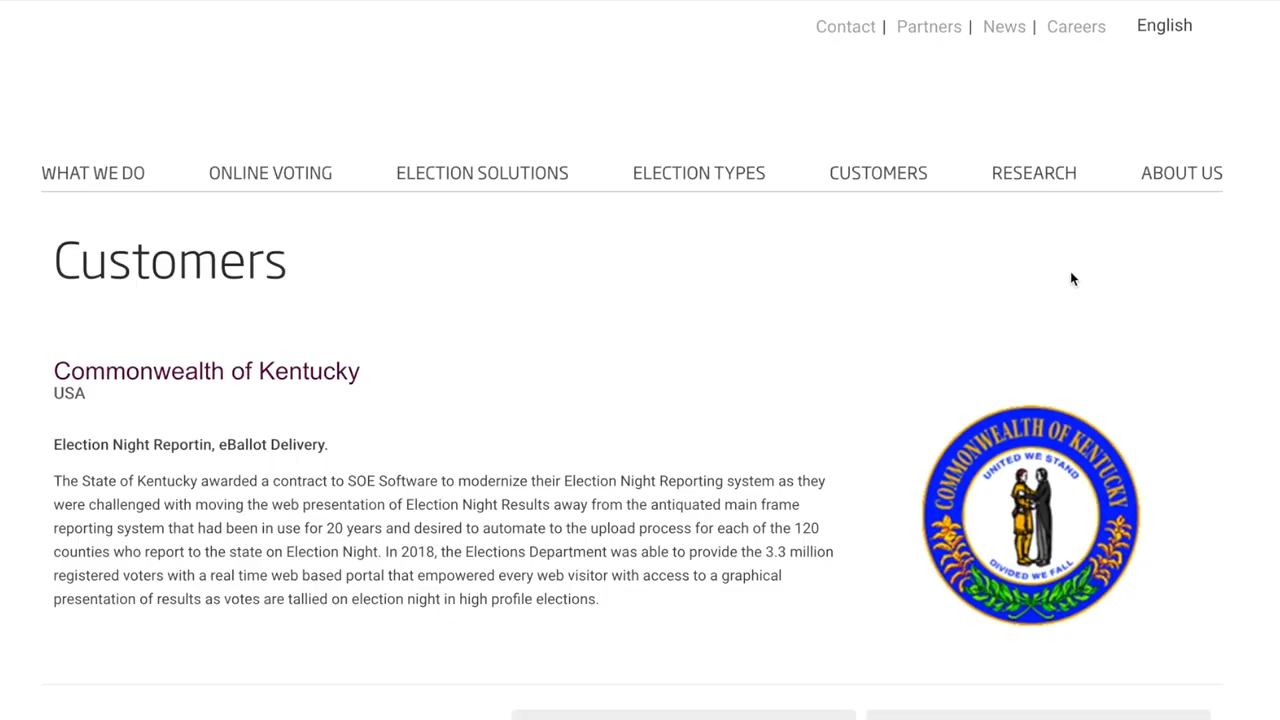 Contact | Partners | News | Careers English
WHAT WE DO ONLINE VOTING ELECTION SOLUTIONS ELECTION TYPES CUSTOMERS RESEARCH ABOUT US
Customers
Commonwealth of Kentucky
USA
Election Night Reportin, eBallot Delivery.
The State of Kentucky awarded a contract to SOE Software to modernize their Election Night Reporting system as they
were challenged with moving the web presentation of Election Night Results away from the antiquated main frame
reporting system that had been in use for 20 years and desired to automate to the upload process for each of the 120
counties who report to the state on Election Night. In 2018, the Elections Department was able to provide the 3.3 million
registered voters with a real time web based portal that empowered every web visitor with access to a graphical
presentation of results as votes are tallied on election night in high profile elections.
COMMONWEALTH OF KENTUCKY
UNITED WE STAND
DIVIDED WE FALL